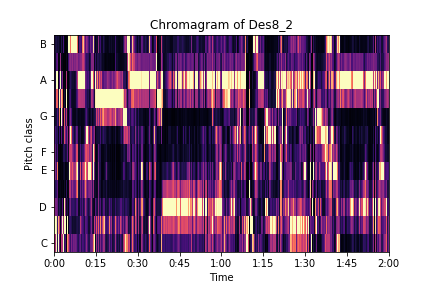 Chromagram of Des8_2
Pitch class
B
A
G
F
E
D
C
0:00 0:15 0:30 0:45 1:00 1:15 1:30 1:45 2:00
Time